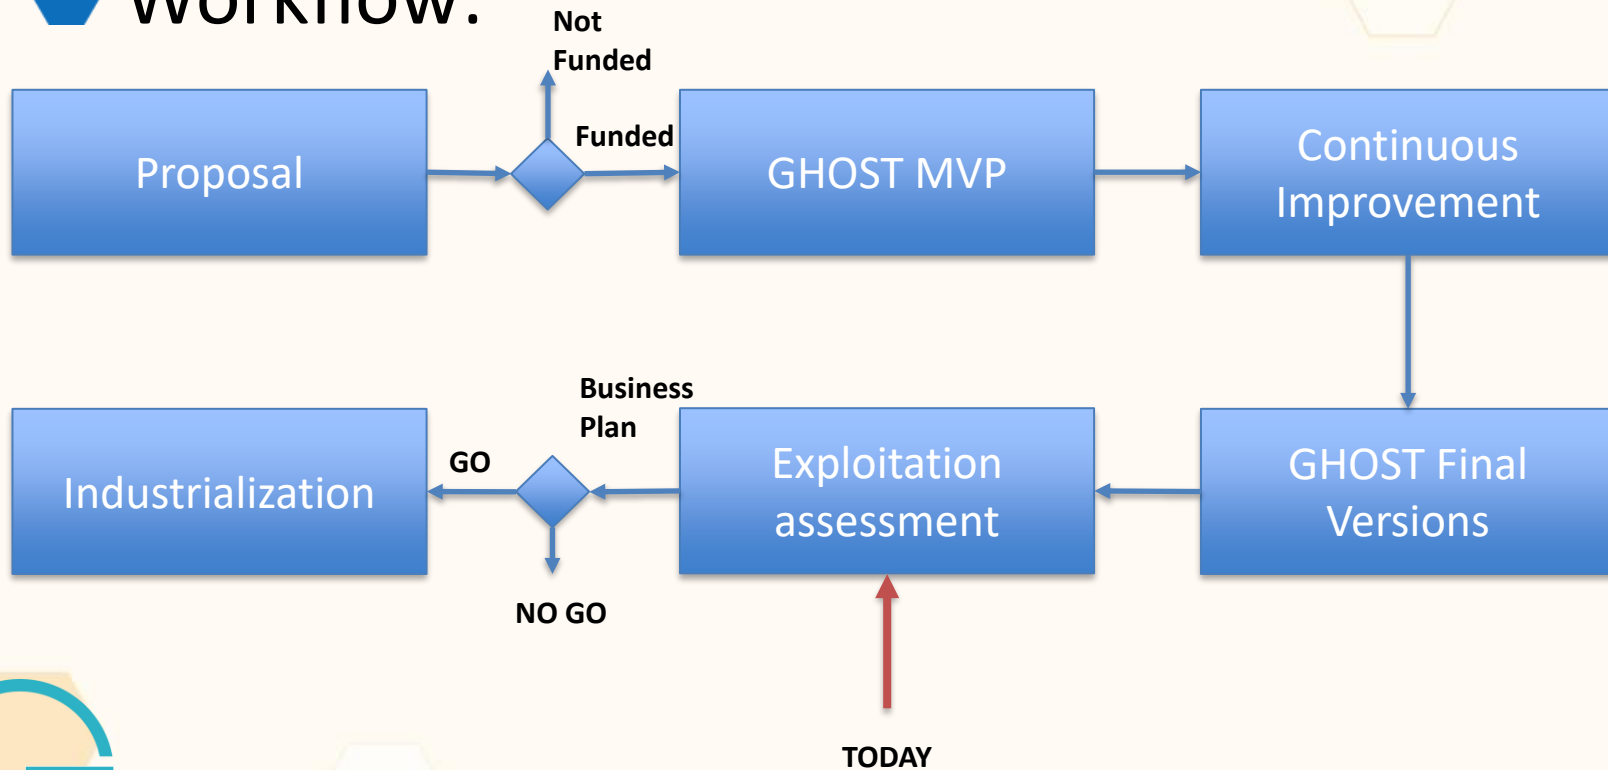 Workflow:
Not
Funded
Funded
Proposal
GHOST MVP
Continuous
Improvement
Business
Plan
GO
Industrialization
Exploitation
assessment
GHOST Final
Versions
NO GO
TODAY